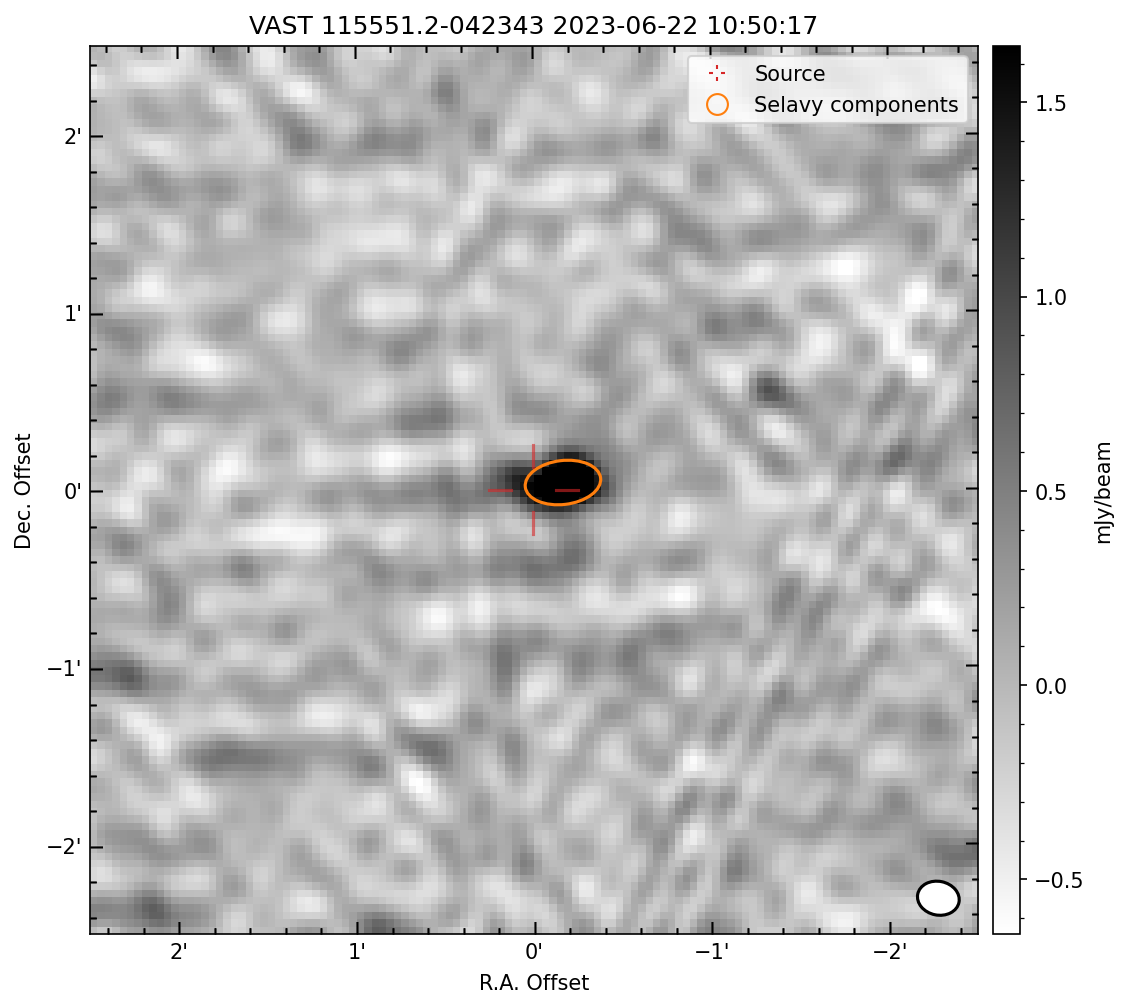 VAST 115551.2-042343 2023-06-22 10:50:17
Source
Selavy components
2'
1'
0'
−1'
−2'
Dec. Offset
2'
1'
0'
−1'
−2'
R.A. Offset
1.5
1.0
0.5
0.0
−0.5
mJy/beam